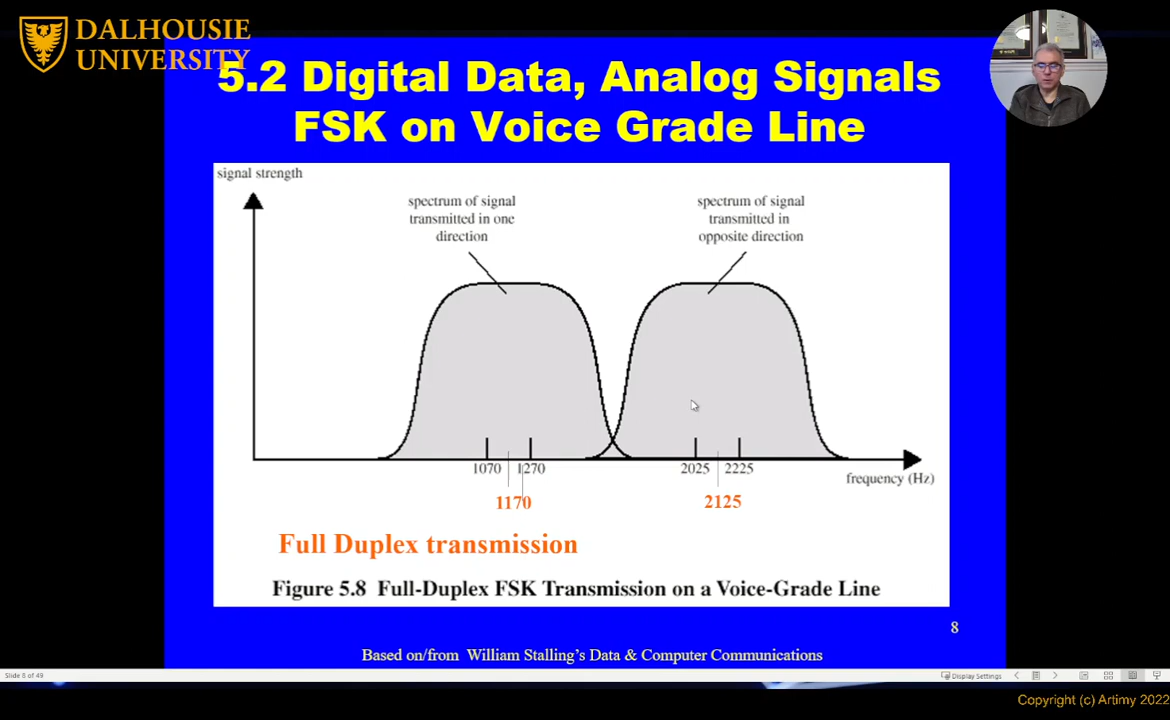 DALHOUSIE
UNIVERSITY
5.2 Digital Data, Analog Signals
FSK on Voice Grade Line
signal strength
spectrum of signal
transmitted in one
direction
spectrum of signal
transmitted in
opposite direction
1070 1270 2025 2225
frequency (Hz)
1170 2125
Full Duplex transmission
Figure 5.8 Full-Duplex FSK Transmission on a Voice-Grade Line
8
Based on/from William Stalling's Data & Computer Communications
Slide 8 of 49
Display Settings
Copyright (c) Artimy 2022